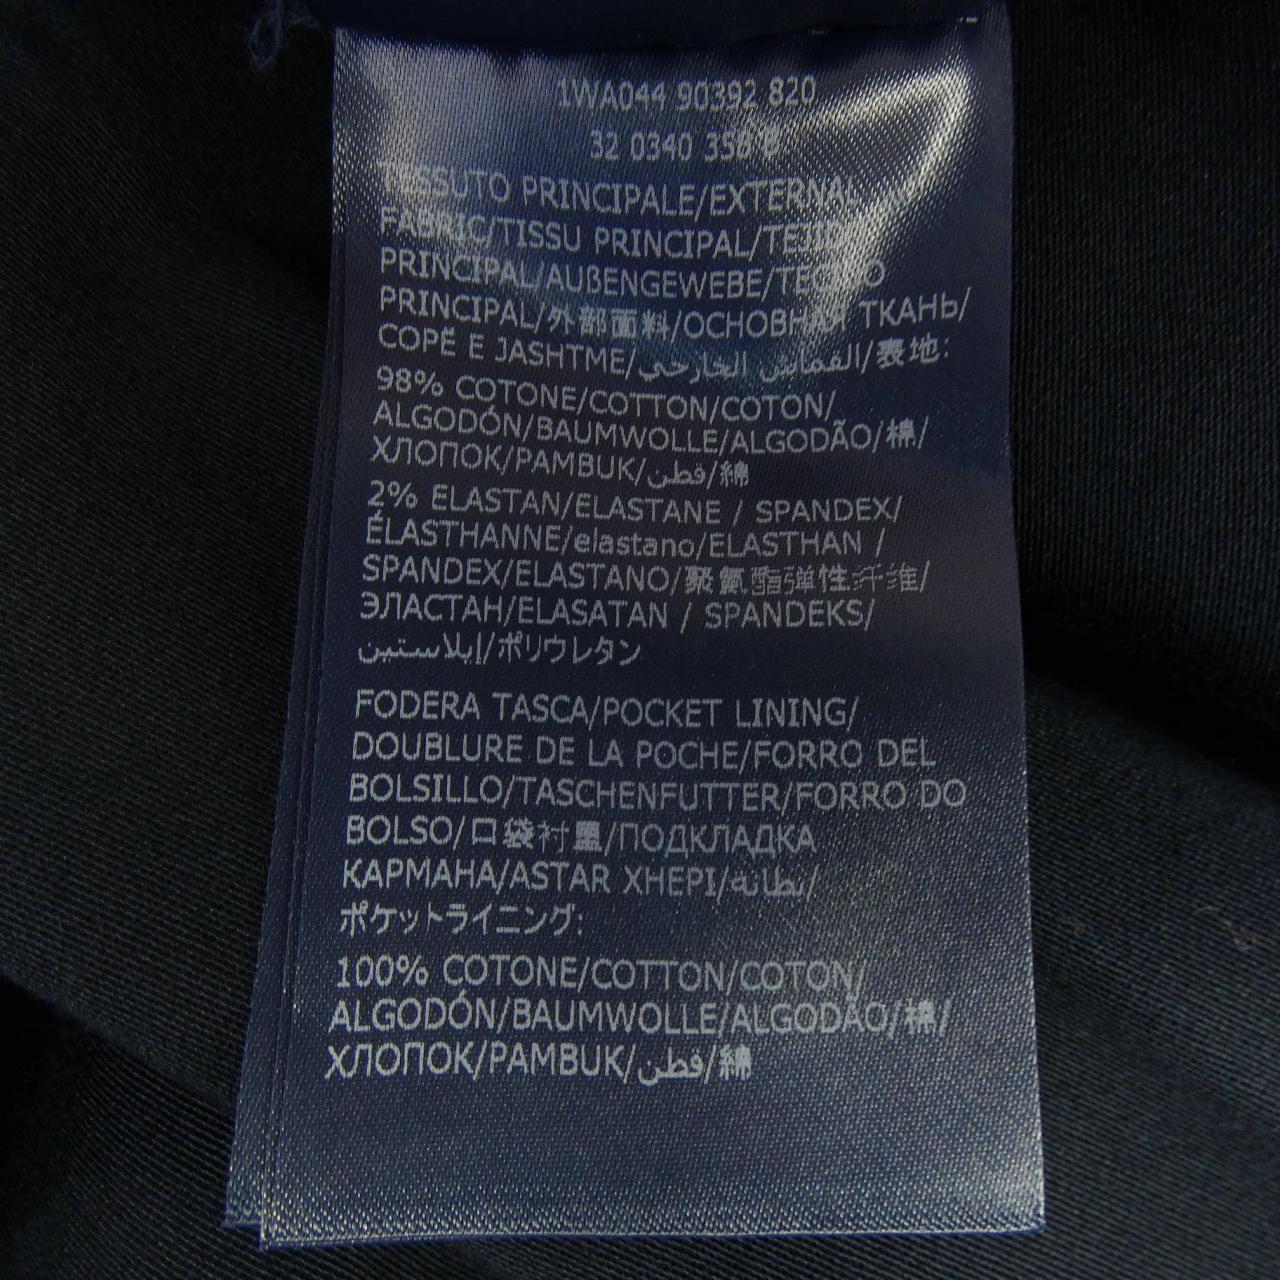 1WA044 90392 820
32 0340 358
TESSUTO PRINCIPALE/EXTERNAL
FABRIC/TISSU PRINCIPAL/TEJIDO
PRINCIPAL/AUßENGEWEBE/TECIDO
PRINCIPAL/外部面料/ОСНОВНАЯ ТКАНЬ/
COPË E JASHTME/القماش الخارجي/表地:
98% COTONE/COTTON/COTON/
ALGODÓN/BAUMWOLLE/ALGODÃO/棉/
ХЛОПОК/PAMBUK/قطن/綿
2% ELASTAN/ELASTANE / SPANDEX/
ÉLASTHANNE/elastano/ELASTHAN /
SPANDEX/ELASTANO/聚氨酯弹性纤维/
ЭЛАСТАН/ELASATAN / SPANDEKS/
إيلاستين/ポリウレタン
FODERA TASCA/POCKET LINING/
DOUBLURE DE LA POCHE/FORRO DEL
BOLSILLO/TASCHENFUTTER/FORRO DO
BOLSO/口袋衬里/ПОДКЛАДКА
КАРМАНА/ASTAR XHEPI/بطانة/
ポケットライニング:
100% COTONE/COTTON/COTON/
ALGODÓN/BAUMWOLLE/ALGODÃO/棉/
ХЛОПОК/PAMBUK/قطن/綿